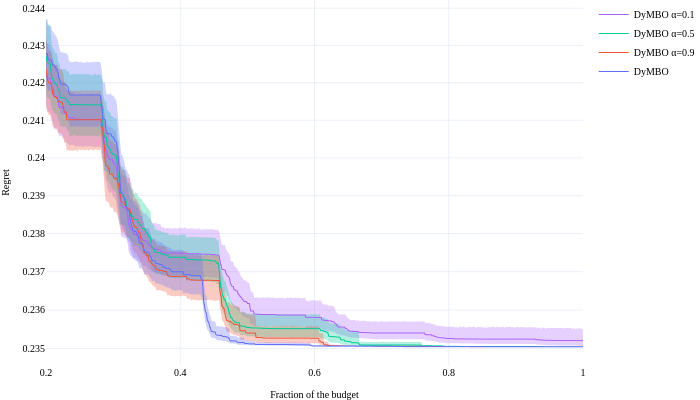 0.244
0.243
0.242
0.241
0.24
0.239
0.238
0.237
0.236
0.235
0.2
0.4
0.6
0.8
1
Fraction of the budget
Regret
DyMBO α=0.1
DyMBO α=0.5
DyMBO α=0.9
DyMBO